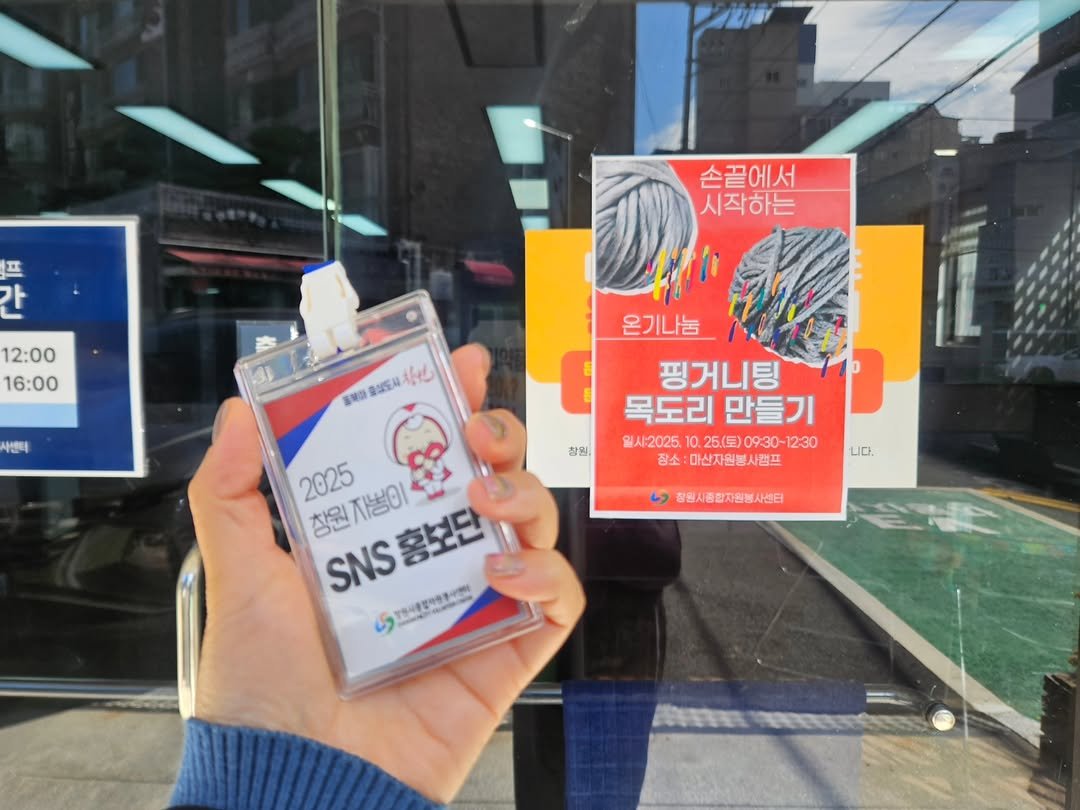 캠프
간
12:00
16:00
사센터
동북아 중심도시 창원
2025
창원 자봉이
SNS 홍보단
창원시종합자원봉사센터
손끝에서
시작하는
온기나눔
핑거니팅
목도리 만들기
일시:2025. 10. 25.(토) 09:30~12:30
장소 : 마산자원봉사캠프
창원시종합자원봉사센터
창원
니다.